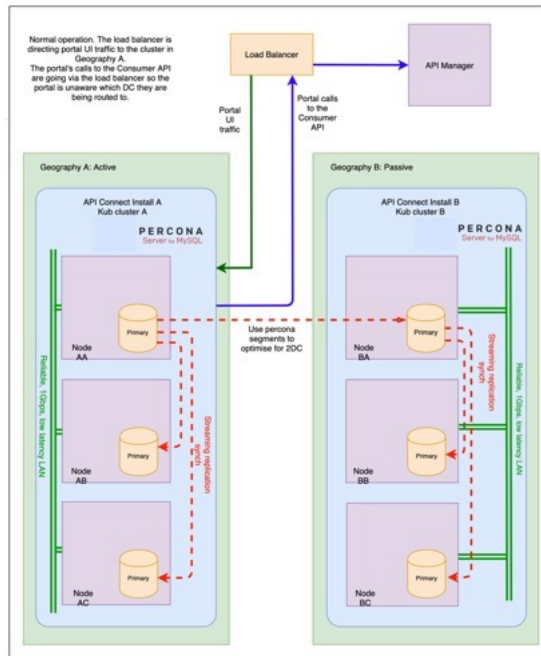 Normal operation. The load balancer is
directing portal UI traffic to the cluster in
Geography A.
The portal's calls to the Consumer API
are going via the load balancer so the
portal is unaware which DC they are
being routed to.
Load Balancer
API Manager
Portal
UI
traffic
Portal calls
to the
Consumer
API
Geography A: Active
API Connect Install A
Kub cluster A
PERCONA
Server for MySQL
Primary
Node
AA
Primary
Node
AB
Primary
Node
AC
Reliable, 1Gbps, low latency LAN
Streaming replication
synch
Use percona
segments to
optimise for 2DC
Geography B: Passive
API Connect Install B
Kub cluster B
PERCONA
Server for MySQL
Primary
Node
BA
Primary
Node
BB
Primary
Node
BC
Streaming replication
synch
Reliable, 1Gbps, low latency LAN